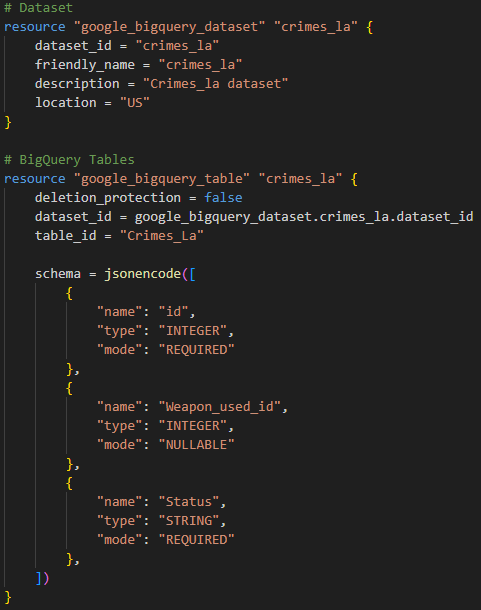 # Dataset
resource "google_bigquery_dataset" "crimes_la" {
    dataset_id = "crimes_la"
    friendly_name = "crimes_la"
    description = "Crimes_la dataset"
    location = "US"
}

# BigQuery Tables
resource "google_bigquery_table" "crimes_la" {
    deletion_protection = false
    dataset_id = google_bigquery_dataset.crimes_la.dataset_id
    table_id = "Crimes_La"

    schema = jsonencode([
        {
            "name": "id",
            "type": "INTEGER",
            "mode": "REQUIRED"
        },
        {
            "name": "Weapon_used_id",
            "type": "INTEGER",
            "mode": "NULLABLE"
        },
        {
            "name": "Status",
            "type": "STRING",
            "mode": "REQUIRED"
        },
    ])
}